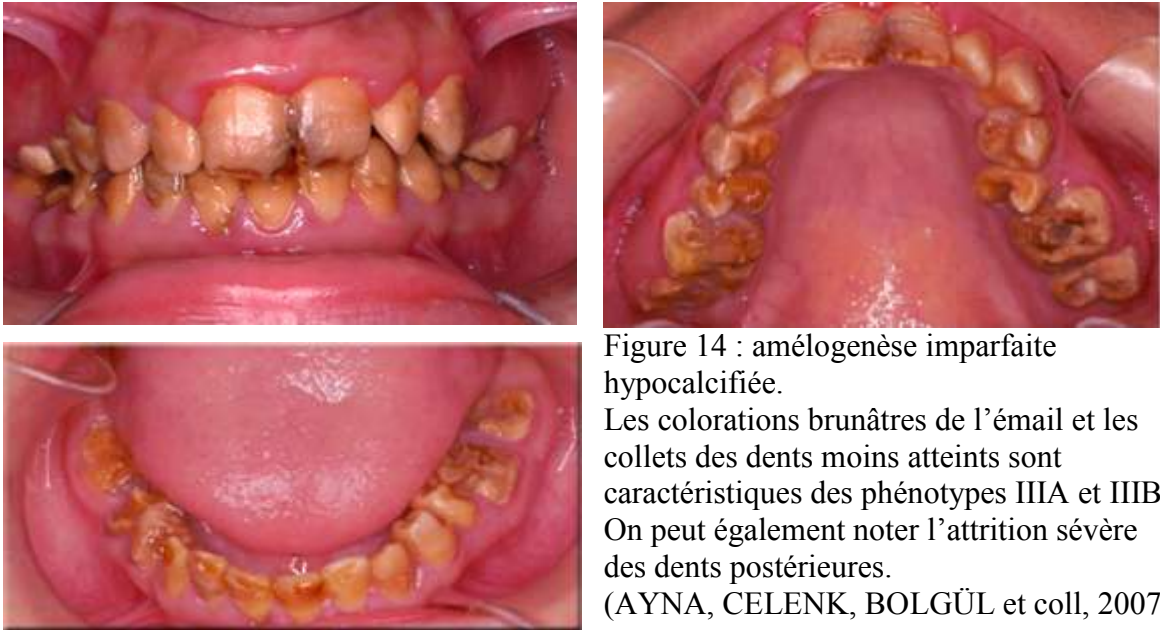 Figure 14 : amélogenèse imparfaite
hypocalcifiée.
Les colorations brunâtres de l’émail et les
collets des dents moins atteints sont
caractéristiques des phénotypes IIIA et IIIB
On peut également noter l’attrition sévère
des dents postérieures.
(AYNA, CELENK, BOLGÜL et coll, 2007